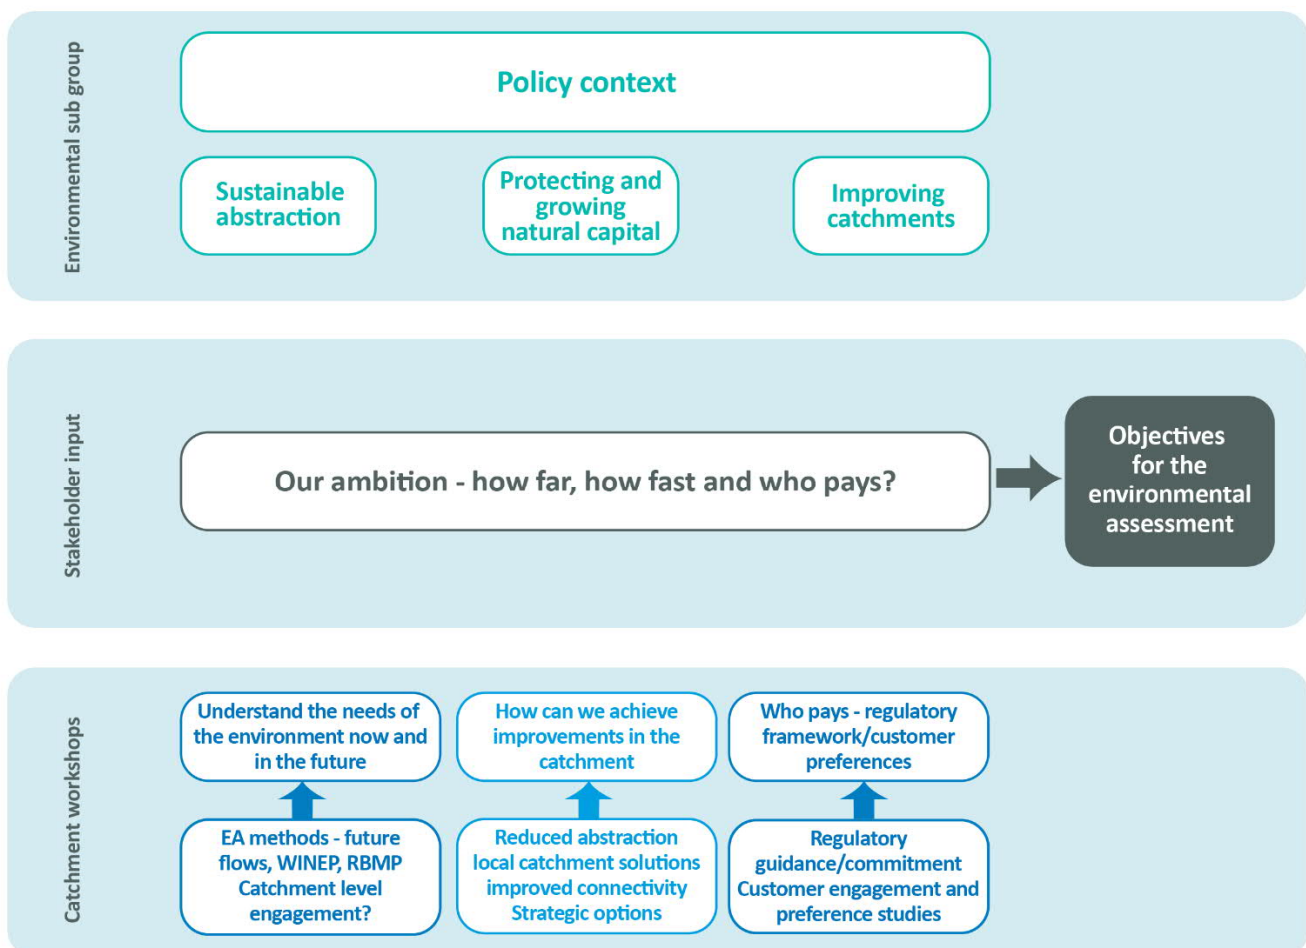 Environmental sub group
Policy context
Sustainable
abstraction
Protecting and
growing
natural capital
Improving
catchments
Stakeholder input
Our ambition - how far, how fast and who pays?
Objectives
for the
environmental
assessment
Catchment workshops
Understand the needs of
the environment now and
in the future
How can we achieve
improvements in the
catchment
Who pays - regulatory
framework/customer
preferences
EA methods - future
flows, WINEP, RBMP
Catchment level
engagement?
Reduced abstraction
local catchment solutions
improved connectivity
Strategic options
Regulatory
guidance/commitment
Customer engagement and
preference studies